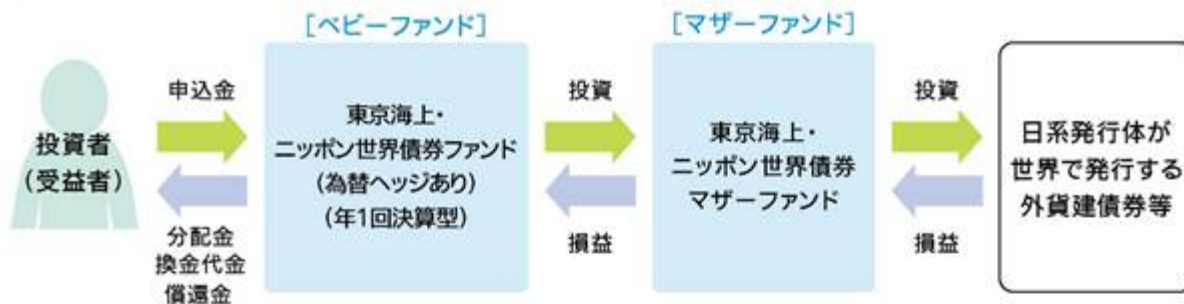 [ベビーファンド]
[マザーファンド]
投資者
(受益者)
申込金
分配金
換金代金
償還金
東京海上・
ニッポン世界債券ファンド
(為替ヘッジあり)
(年1回決算型)
投資
損益
東京海上・
ニッポン世界債券
マザーファンド
投資
損益
日系発行体が
世界で発行する
外貨建債券等